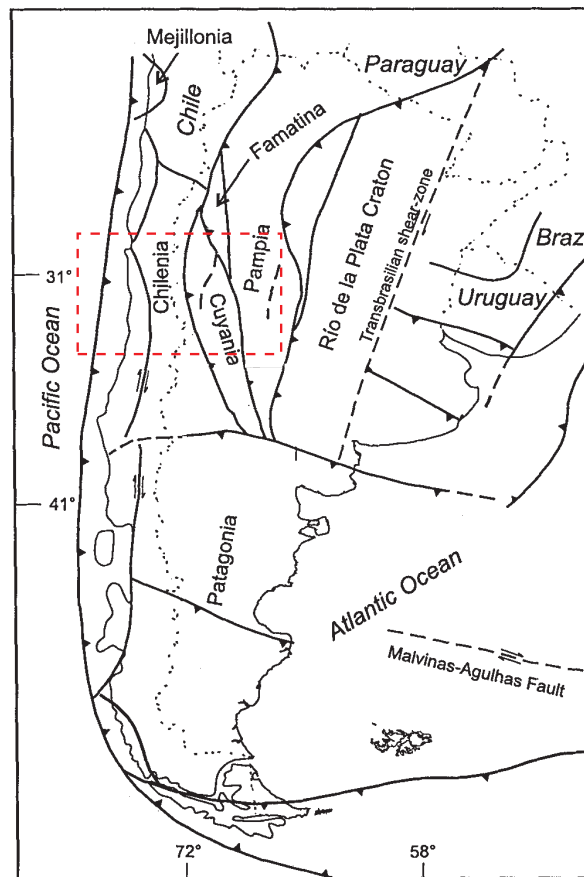 Mejillonia
Chile
Paraguay
Famatina
Río de la Plata Craton
Transbrasilian shear-zone
Braz
Uruguay
31°
Chilenia
Cuyania
Pampia
Pacific Ocean
41°
Patagonia
Atlantic Ocean
Malvinas-Agulhas Fault
72°
58°